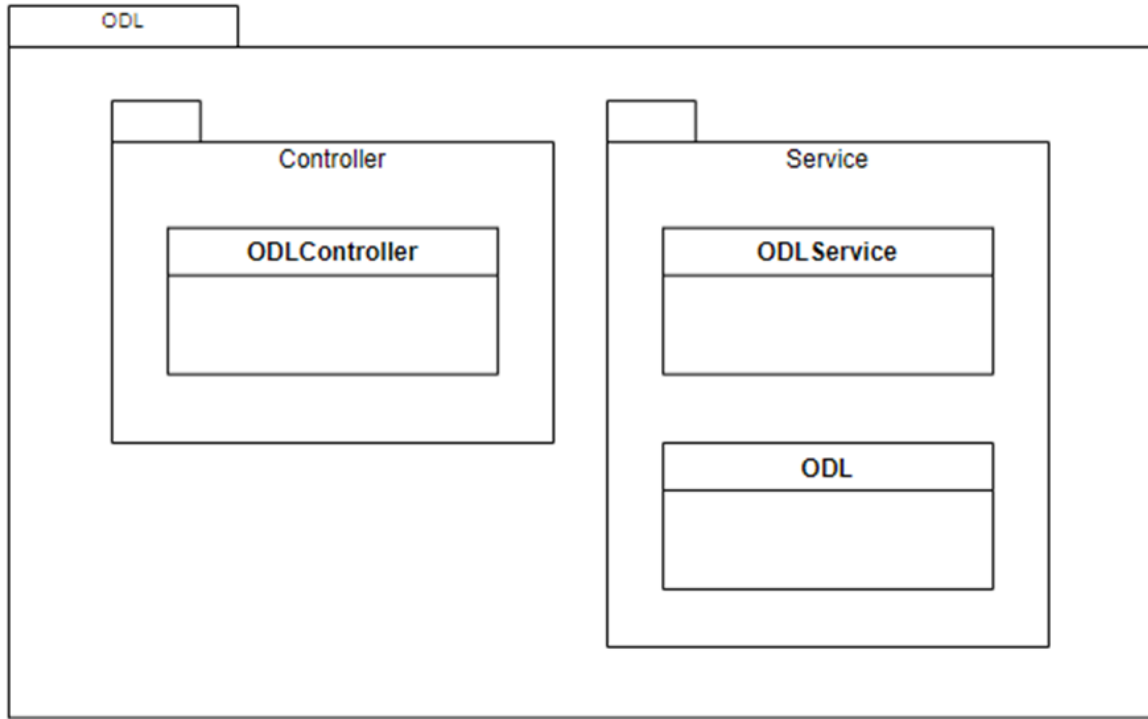 ODL
Controller
Service
ODLController
ODLService
ODL